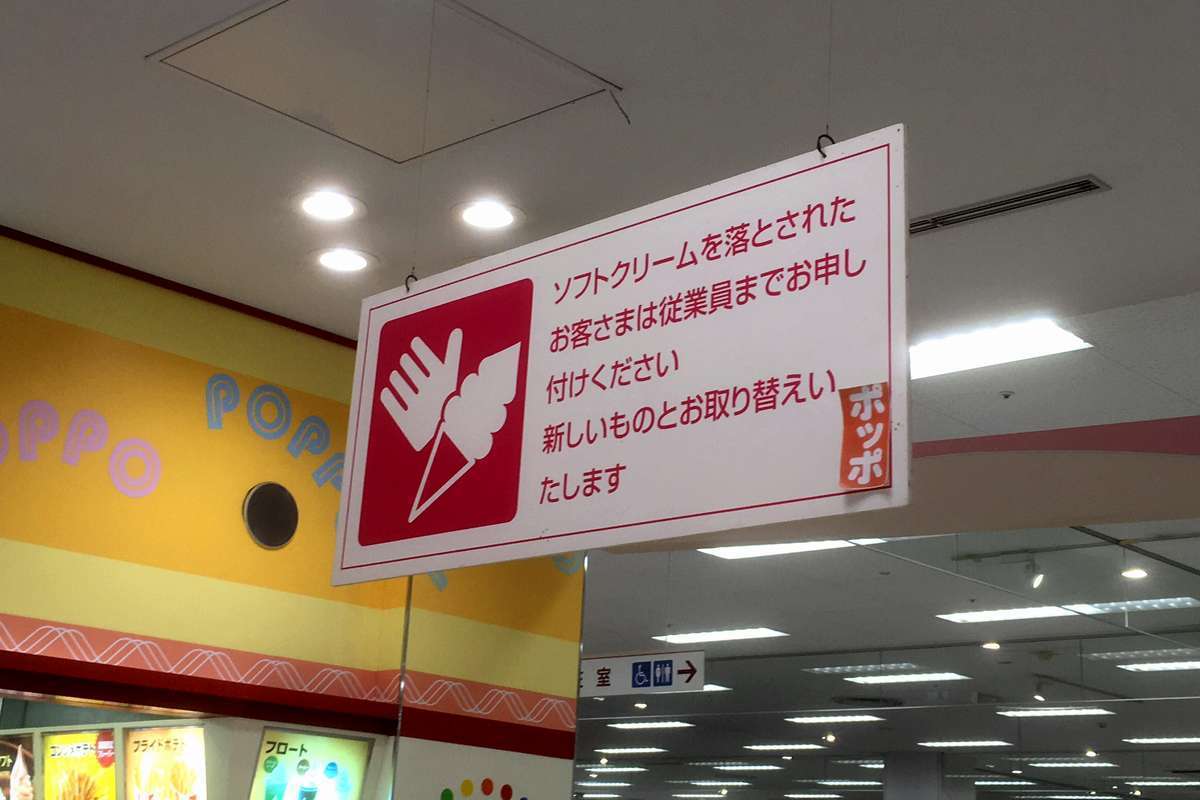 ソフトクリームを落とされた
お客さまは従業員までお申し
付けください
新しいものとお取り替えい
たします
ポッポ
POPPO
フライドポテト
フロート
室